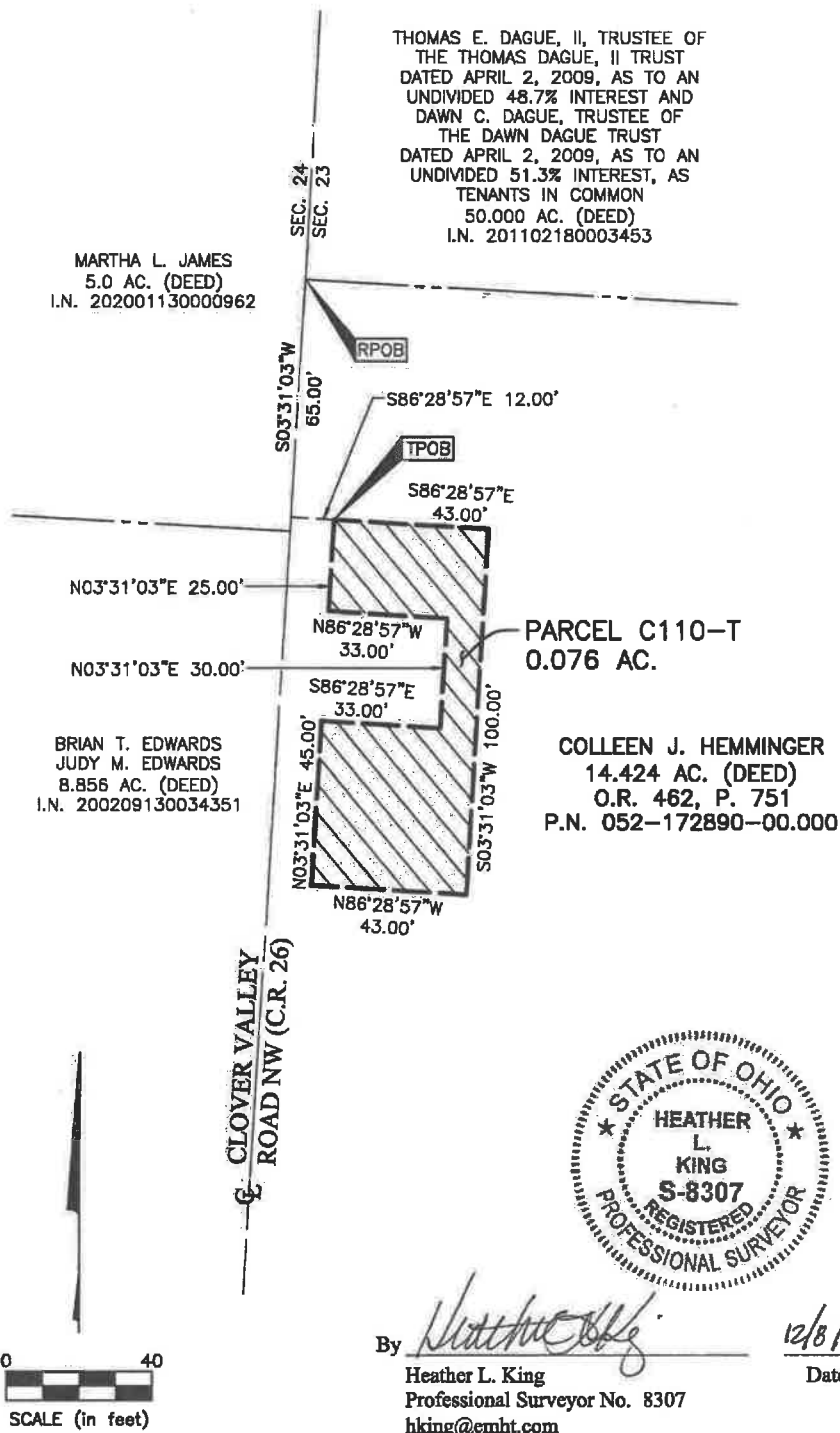 THOMAS E. DAGUE, II, TRUSTEE OF
THE THOMAS DAGUE, II TRUST
DATED APRIL 2, 2009, AS TO AN
UNDIVIDED 48.7% INTEREST AND
DAWN C. DAGUE, TRUSTEE OF
THE DAWN DAGUE TRUST
DATED APRIL 2, 2009, AS TO AN
UNDIVIDED 51.3% INTEREST, AS
TENANTS IN COMMON
50.000 AC. (DEED)
I.N. 201102180003453
SEC. 24
SEC. 23
MARTHA L. JAMES
5.0 AC. (DEED)
I.N. 202001130000962
RPOB
S03°31'03"W
65.00'
S86°28'57"E 12.00'
TPOB
S86°28'57"E
43.00'
N03°31'03"E 25.00'
N86°28'57"W
33.00'
PARCEL C110-T
0.076 AC.
N03°31'03"E 30.00'
S86°28'57"E
33.00'
BRIAN T. EDWARDS
JUDY M. EDWARDS
8.856 AC. (DEED)
I.N. 200209130034351
N03°31'03"E 45.00'
S03°31'03"W 100.00'
COLLEEN J. HEMMINGER
14.424 AC. (DEED)
O.R. 462, P. 751
P.N. 052-172890-00.000
N86°28'57"W
43.00'
℄ CLOVER VALLEY
ROAD NW (C.R. 26)
STATE OF OHIO
HEATHER
L.
KING
S-8307
REGISTERED
PROFESSIONAL SURVEYOR
0 40
SCALE (in feet)
By
12/8/
Heather L. King
Date
Professional Surveyor No. 8307
hking@emht.com